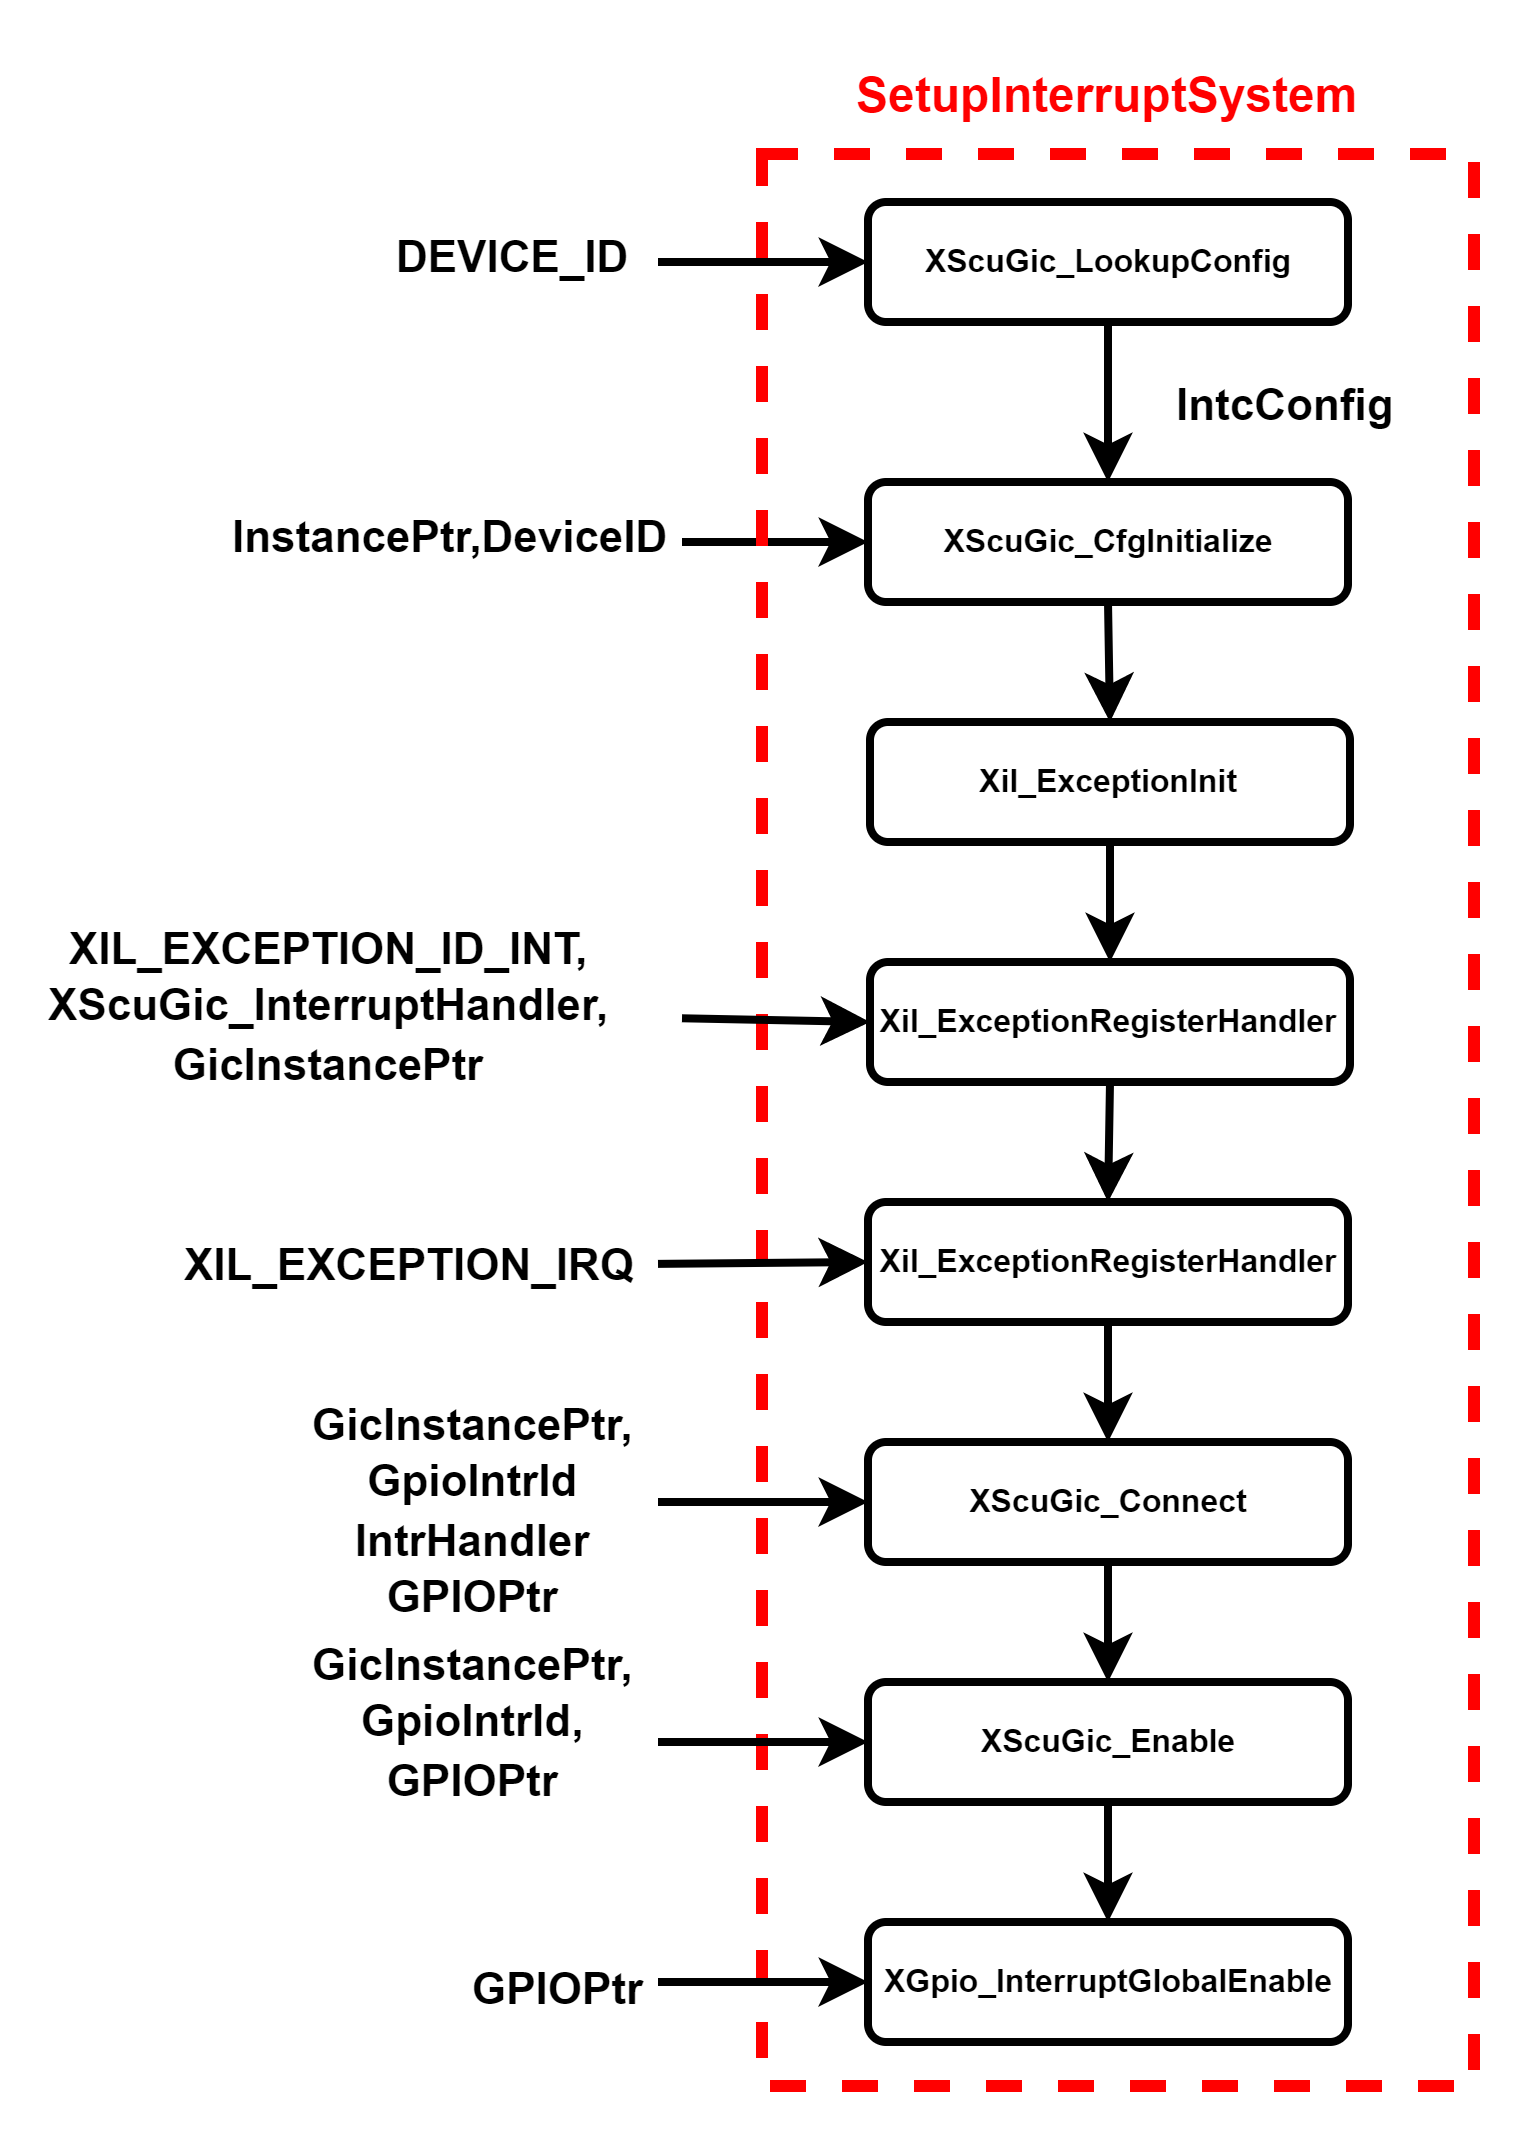 SetupInterruptSystem
DEVICE_ID
XScuGic_LookupConfig
IntcConfig
InstancePtr,DeviceID
XScuGic_CfgInitialize
Xil_ExceptionInit
XIL_EXCEPTION_ID_INT,
XScuGic_InterruptHandler,
GicInstancePtr
Xil_ExceptionRegisterHandler
XIL_EXCEPTION_IRQ
Xil_ExceptionRegisterHandler
GicInstancePtr,
GpioIntrId
IntrHandler
GPIOPtr
XScuGic_Connect
GicInstancePtr,
GpioIntrId,
GPIOPtr
XScuGic_Enable
GPIOPtr
XGpio_InterruptGlobalEnable